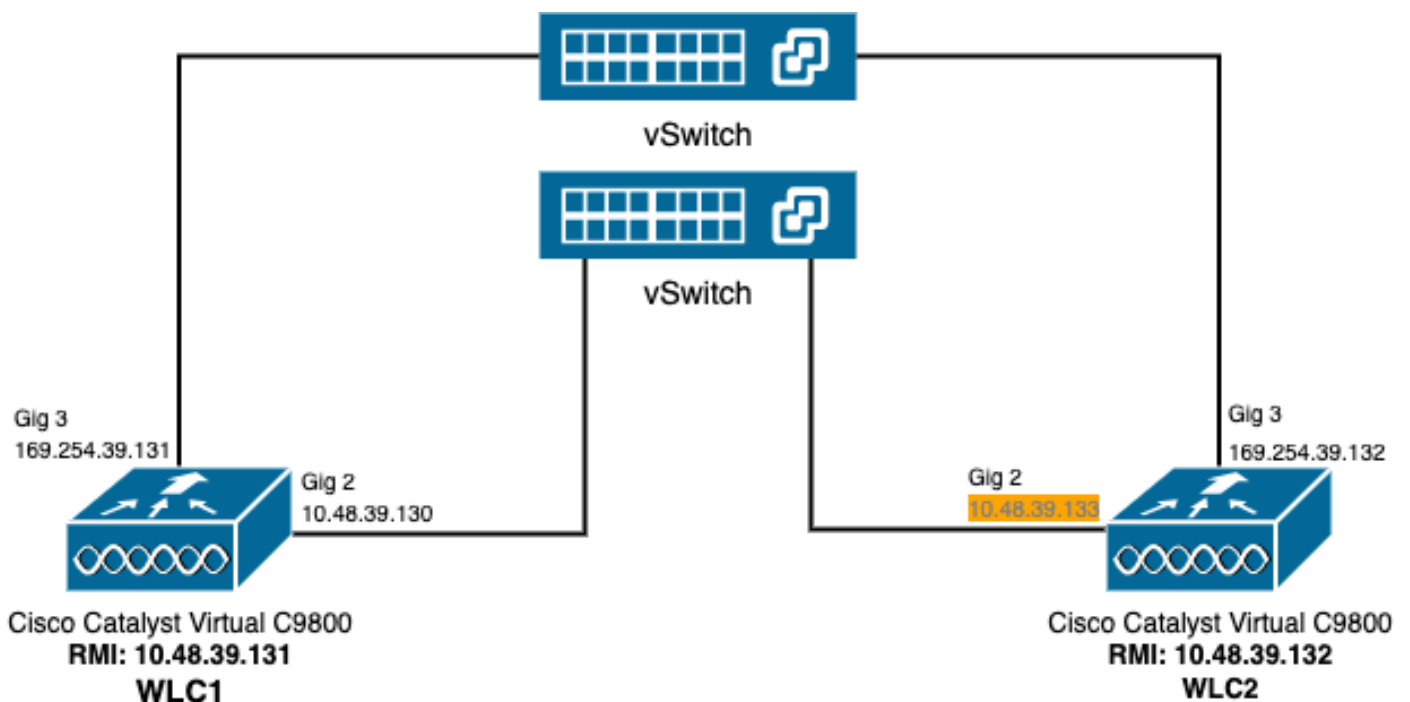 vSwitch
vSwitch
Gig 3
169.254.39.131
Gig 2
10.48.39.130
Gig 3
169.254.39.132
Gig 2
10.48.39.133
Cisco Catalyst Virtual C9800
RMI: 10.48.39.131
WLC1
Cisco Catalyst Virtual C9800
RMI: 10.48.39.132
WLC2